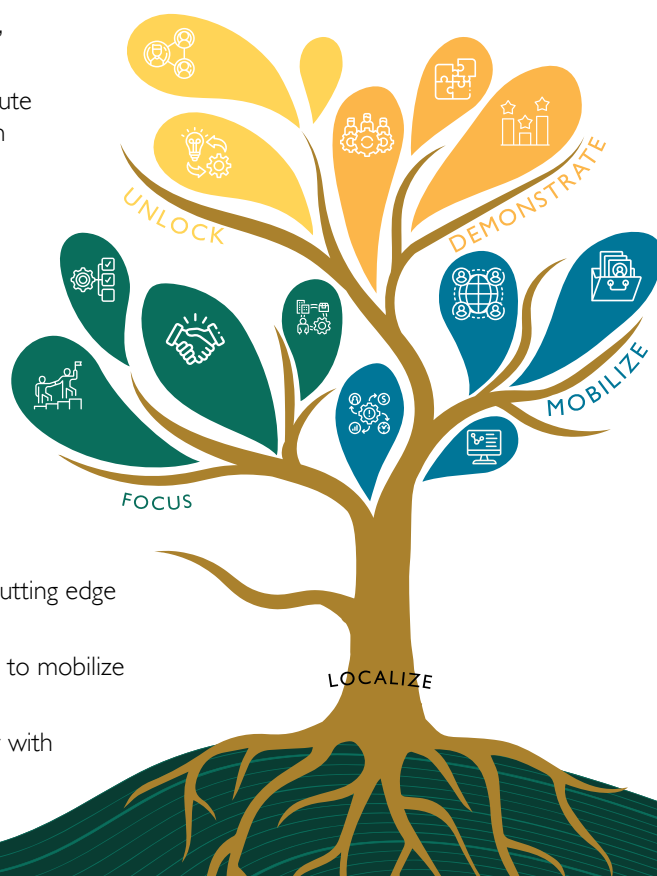 ,
ute
n
UNLOCK
DEMONSTRATE
MOBILIZE
FOCUS
utting edge
to mobilize
LOCALIZE
with